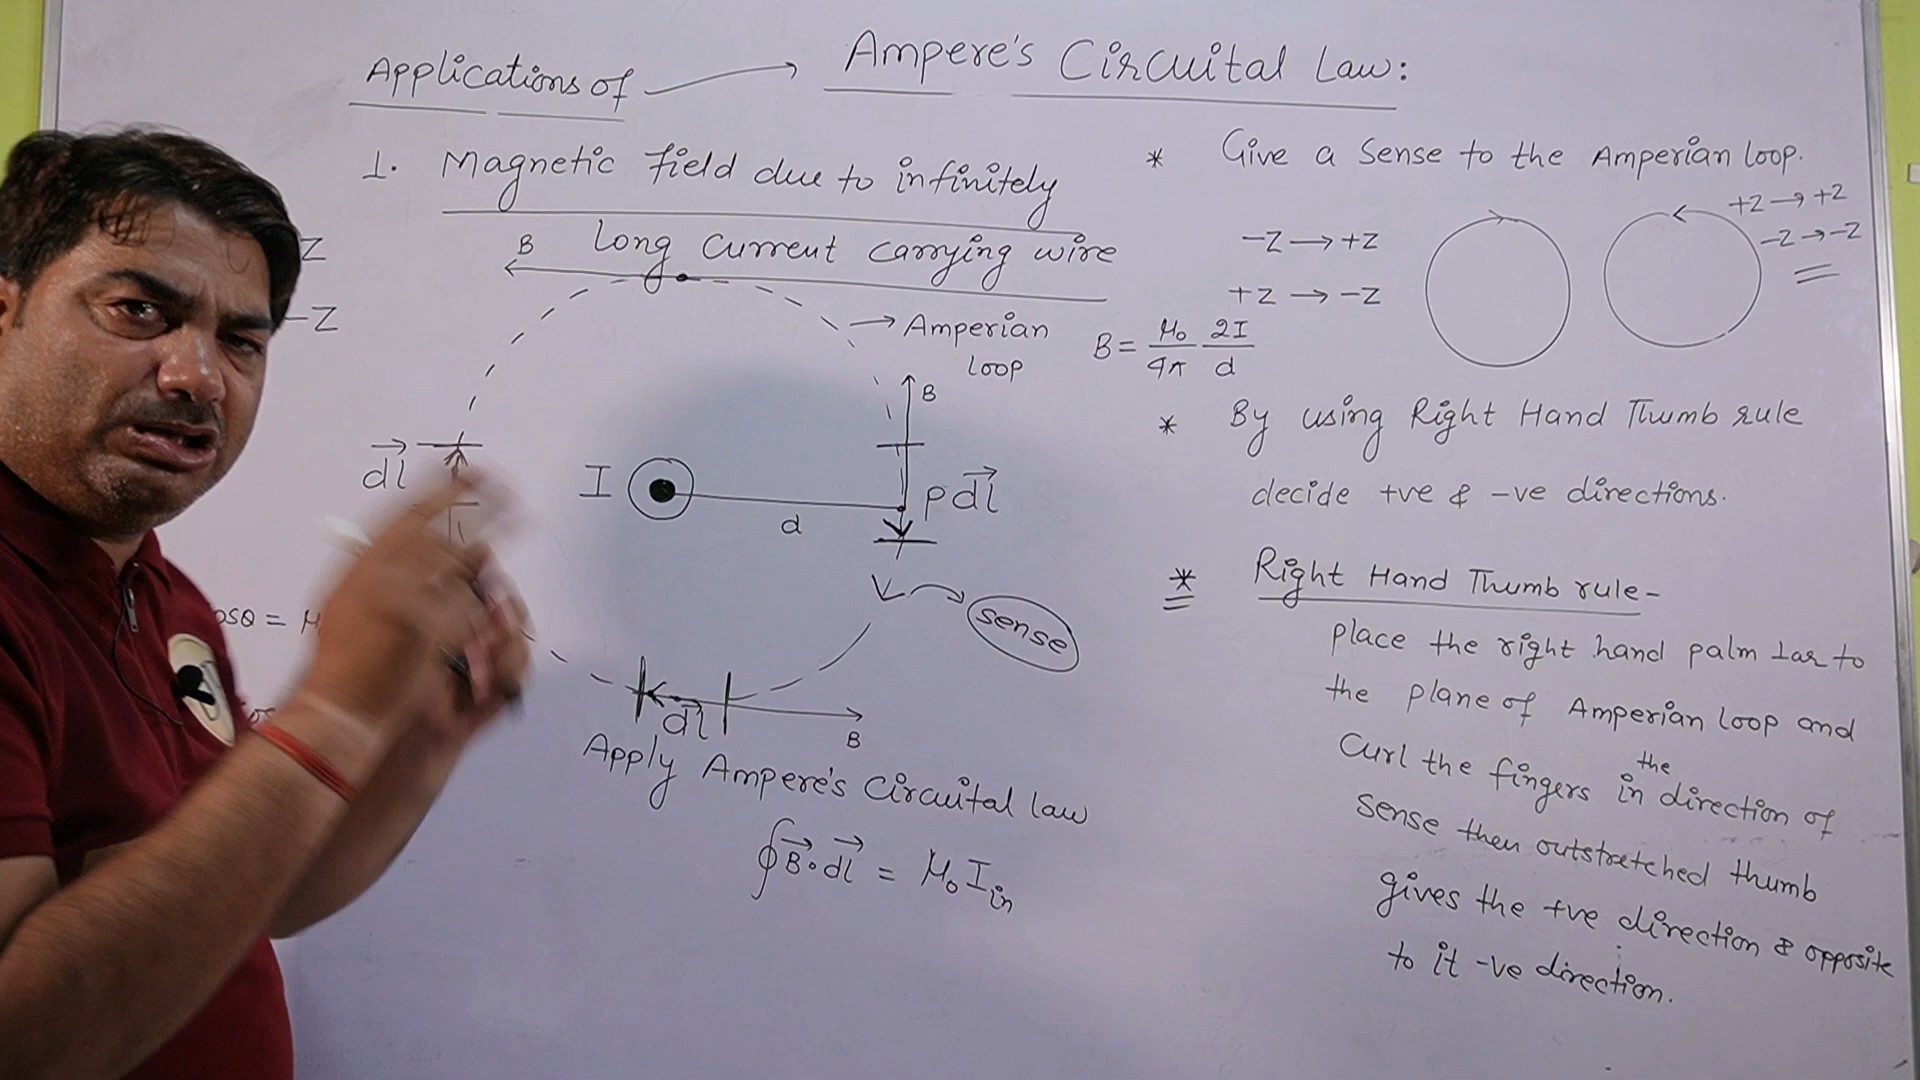 Applications of → Ampere's Circuital Law:
1. Magnetic field due to infinitely
long current carrying wire
B
Amperian
loop
B
dl
I
d
P dl
sense
dl
B
Apply Ampere's Circuital law
∮B·dl = μ₀ I in
Z
-Z
osθ = μ
* Give a sense to the Amperian loop.
-Z → +Z
+Z → -Z
+Z → +Z
-Z → -Z
B = μ₀/4π 2I/d
* By using Right Hand Thumb rule
decide +ve & -ve directions.
* Right Hand Thumb rule-
place the right hand palm ⊥ar to
the plane of Amperian loop and
Curl the fingers in the direction of
sense then outstretched thumb
gives the +ve direction & opposite
to it -ve direction.